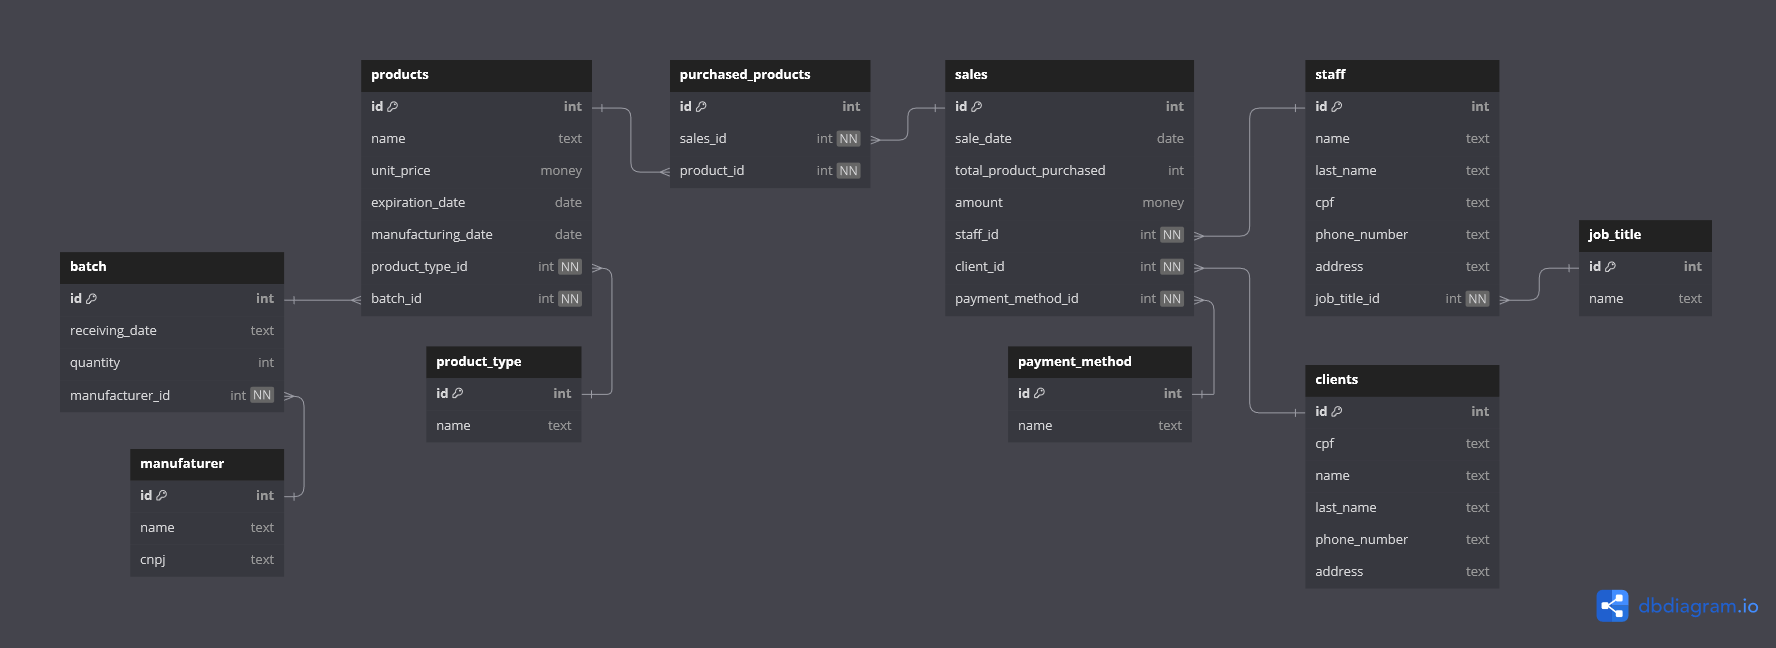 products
id int
name text
unit_price money
expiration_date date
manufacturing_date date
product_type_id int NN
batch_id int NN
purchased_products
id int
sales_id int NN
product_id int NN
sales
id int
sale_date date
total_product_purchased int
amount money
staff_id int NN
client_id int NN
payment_method_id int NN
staff
id int
name text
last_name text
cpf text
phone_number text
address text
job_title_id int NN
job_title
id int
name text
batch
id int
receiving_date text
quantity int
manufacturer_id int NN
product_type
id int
name text
payment_method
id int
name text
clients
id int
cpf text
name text
last_name text
phone_number text
address text
manufaturer
id int
name text
cnpj text
dbdiagram.io